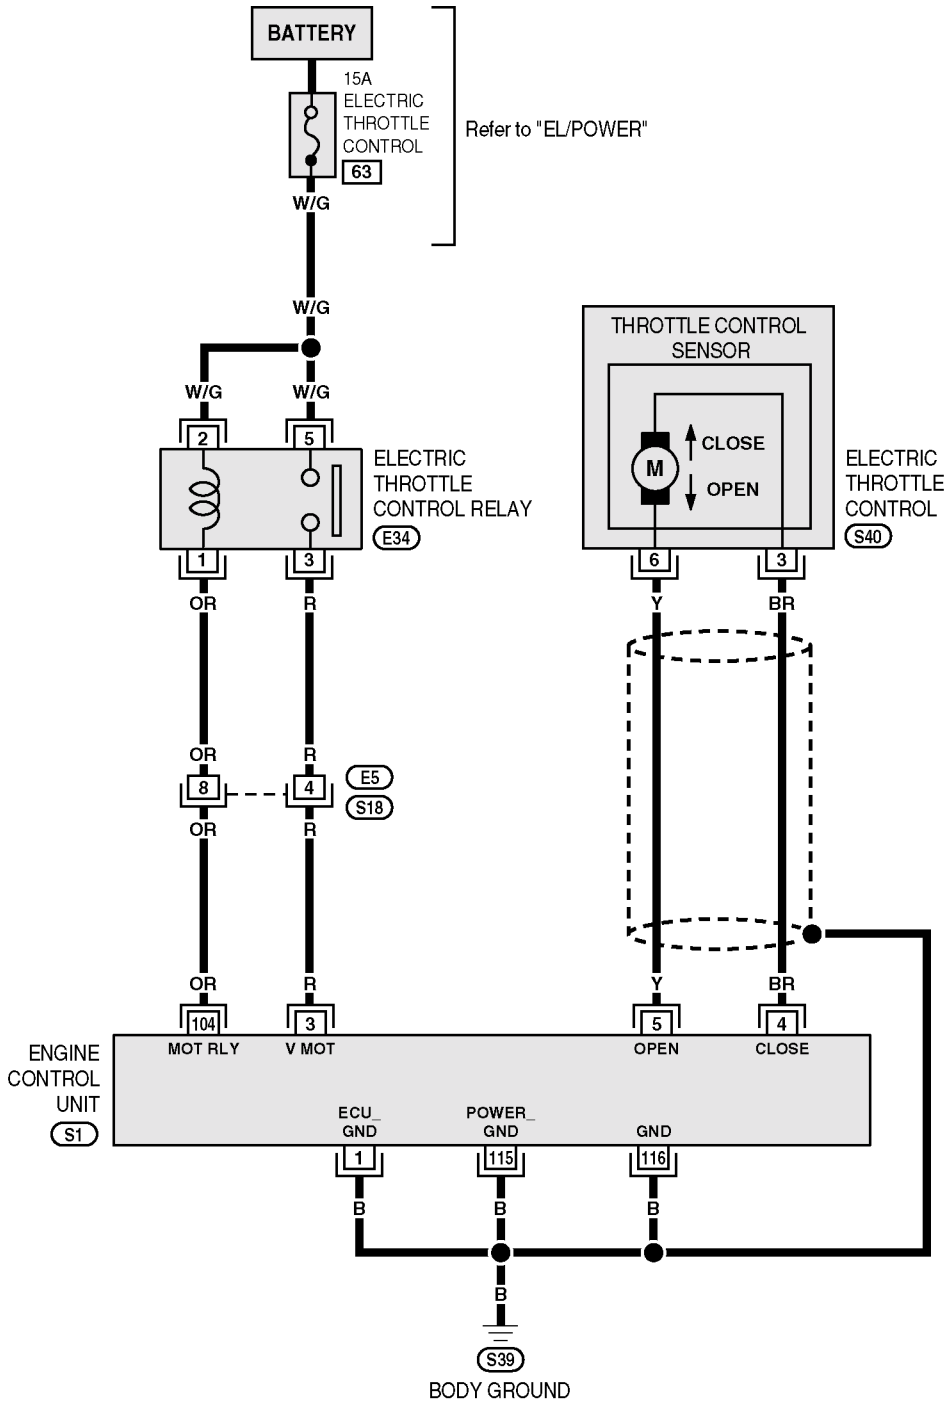 BATTERY
15A
ELECTRIC
THROTTLE
CONTROL
63
Refer to "EL/POWER"
W/G
W/G
W/G
W/G
2
5
ELECTRIC
THROTTLE
CONTROL RELAY
E34
1
3
OR
R
THROTTLE CONTROL
SENSOR
M
CLOSE
OPEN
ELECTRIC
THROTTLE
CONTROL
S40
6
3
Y
BR
OR
R
8
4
E5
S18
OR
R
OR
R
Y
BR
104
3
5
4
MOT RLY
V MOT
OPEN
CLOSE
ENGINE
CONTROL
UNIT
S1
ECU_
GND
POWER_
GND
GND
1
115
116
B
B
B
B
S39
BODY GROUND